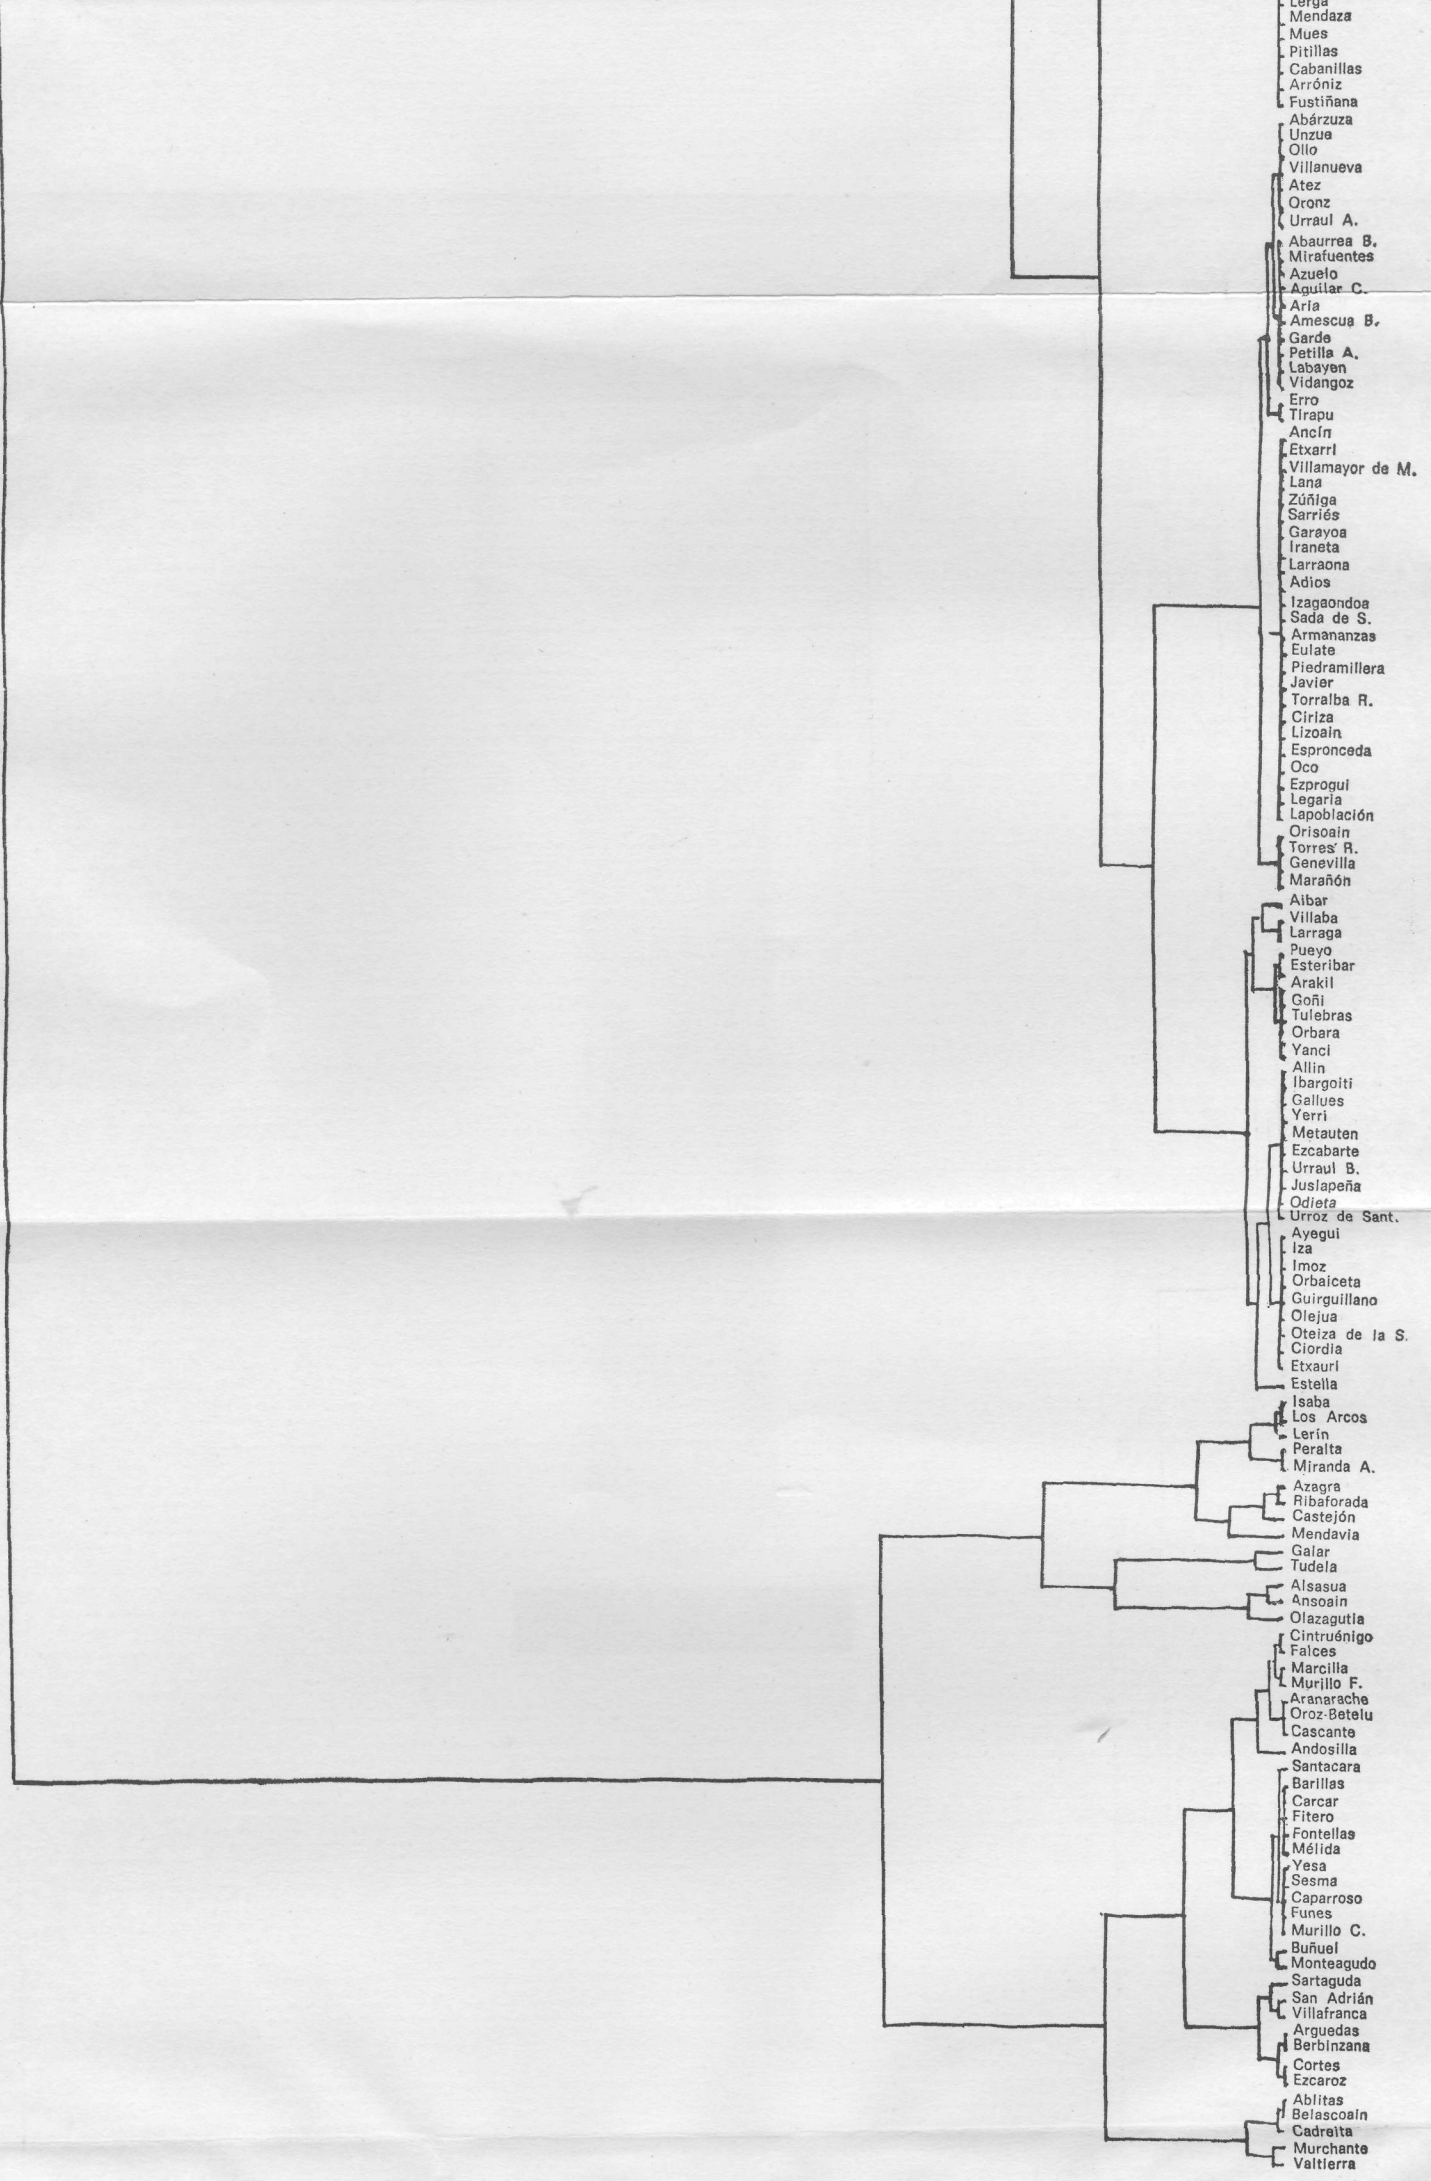 Lerga
Mendaza
Mues
Pitillas
Cabanillas
Arróniz
Fustiñana
Abárzuza
Unzue
Ollo
Villanueva
Atez
Oronz
Urraul A.
Abaurrea B.
Mirafuentes
Azuelo
Aguilar C.
Aria
Amescua B.
Garde
Petilla A.
Labayen
Vidangoz
Erro
Tirapu
Ancín
Etxarri
Villamayor de M.
Lana
Zúñiga
Sarriés
Garayoa
Iraneta
Larraona
Adios
Izagaondoa
Sada de S.
Armananzas
Eulate
Piedramillera
Javier
Torralba R.
Ciriza
Lizoain
Espronceda
Oco
Ezprogui
Legaria
Lapoblación
Orisoain
Torres R.
Genevilla
Marañón
Aibar
Villaba
Larraga
Pueyo
Esteribar
Arakil
Goñi
Tulebras
Orbara
Yanci
Allin
Ibargoiti
Gallues
Yerri
Metauten
Ezcabarte
Urraul B.
Juslapeña
Odieta
Urroz de Sant.
Ayegui
Iza
Imoz
Orbaiceta
Guirguillano
Olejua
Oteiza de la S.
Ciordia
Etxauri
Estella
Isaba
Los Arcos
Lerín
Peralta
Miranda A.
Azagra
Ribaforada
Castejón
Mendavia
Galar
Tudela
Alsasua
Ansoain
Olazagutia
Cintruénigo
Falces
Marcilla
Murillo F.
Aranarache
Oroz-Betelu
Cascante
Andosilla
Santacara
Barillas
Carcar
Fitero
Fontellas
Mélida
Yesa
Sesma
Caparroso
Funes
Murillo C.
Buñuel
Monteagudo
Sartaguda
San Adrián
Villafranca
Arguedas
Berbinzana
Cortes
Ezcaroz
Ablitas
Belascoain
Cadreita
Murchante
Valtierra